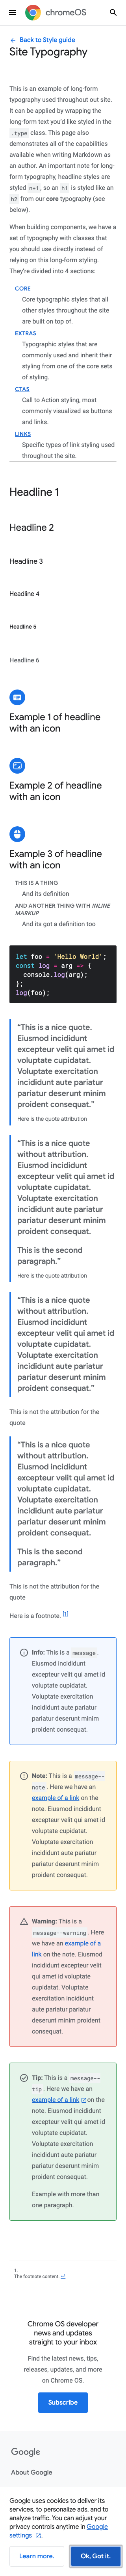 chromeOS
Back to Style guide
Site Typography
This is an example of long-form
typography used throughout our site.
It can be applied by wrapping the
long-form text you'd liked styled in the
.type class. This page also
demonstrates all of the elements
available when writing Markdown as
an author. An important note for long-
form typography, headline styles are
styled n+1, so an h1 is styled like an
h2 from our core typography (see
below).
When building components, we have a
set of typography with classes that
you should use directly instead of
relying on this long-form styling.
They're divided into 4 sections:
CORE
Core typographic styles that all
other styles throughout the site
are built on top of.
EXTRAS
Typographic styles that are
commonly used and inherit their
styling from one of the core sets
of styling.
CTAS
Call to Action styling, most
commonly visualized as buttons
and links.
LINKS
Specific types of link styling used
throughout the site.
Headline 1
Headline 2
Headline 3
Headline 4
Headline 5
Headline 6
Example 1 of headline
with an icon
Example 2 of headline
with an icon
Example 3 of headline
with an icon
THIS IS A THING
And its definition
AND ANOTHER THING WITH INLINE
MARKUP
And its got a definition too
let foo = 'Hello World';
const log = arg => {
console.log(arg);
};
log(foo);
"This is a nice quote.
Eiusmod incididunt
excepteur velit qui amet id
voluptate cupidatat.
Voluptate exercitation
incididunt aute pariatur
pariatur deserunt minim
proident consequat."
Here is the quote attribution
"This is a nice quote
without attribution.
Eiusmod incididunt
excepteur velit qui amet id
voluptate cupidatat.
Voluptate exercitation
incididunt aute pariatur
pariatur deserunt minim
proident consequat.
This is the second
paragraph."
Here is the quote attribution
"This is a nice quote
without attribution.
Eiusmod incididunt
excepteur velit qui amet id
voluptate cupidatat.
Voluptate exercitation
incididunt aute pariatur
pariatur deserunt minim
proident consequat."
This is not the attribution for the
quote
"This is a nice quote
without attribution.
Eiusmod incididunt
excepteur velit qui amet id
voluptate cupidatat.
Voluptate exercitation
incididunt aute pariatur
pariatur deserunt minim
proident consequat.
This is the second
paragraph."
This is not the attribution for the
quote
Here is a footnote. [1]
Info: This is a message.
Eiusmod incididunt
excepteur velit qui amet id
voluptate cupidatat.
Voluptate exercitation
incididunt aute pariatur
pariatur deserunt minim
proident consequat.
Note: This is a message--
note. Here we have an
example of a link on the
note. Eiusmod incididunt
excepteur velit qui amet id
voluptate cupidatat.
Voluptate exercitation
incididunt aute pariatur
pariatur deserunt minim
proident consequat.
Warning: This is a
message--warning. Here
we have an example of a
link on the note. Eiusmod
incididunt excepteur velit
qui amet id voluptate
cupidatat. Voluptate
exercitation incididunt
aute pariatur pariatur
deserunt minim proident
consequat.
Tip: This is a message--
tip. Here we have an
example of a link on the
note. Eiusmod incididunt
excepteur velit qui amet id
voluptate cupidatat.
Voluptate exercitation
incididunt aute pariatur
pariatur deserunt minim
proident consequat.
Example with more than
one paragraph.
1.
The footnote content.
Chrome OS developer
news and updates
straight to your inbox
Find the latest news, tips,
releases, updates, and more
on Chrome OS.
Subscribe
Google
About Google
Google uses cookies to deliver its
services, to personalize ads, and to
analyze traffic. You can adjust your
privacy controls anytime in Google
settings.
Learn more.
Ok, Got it.